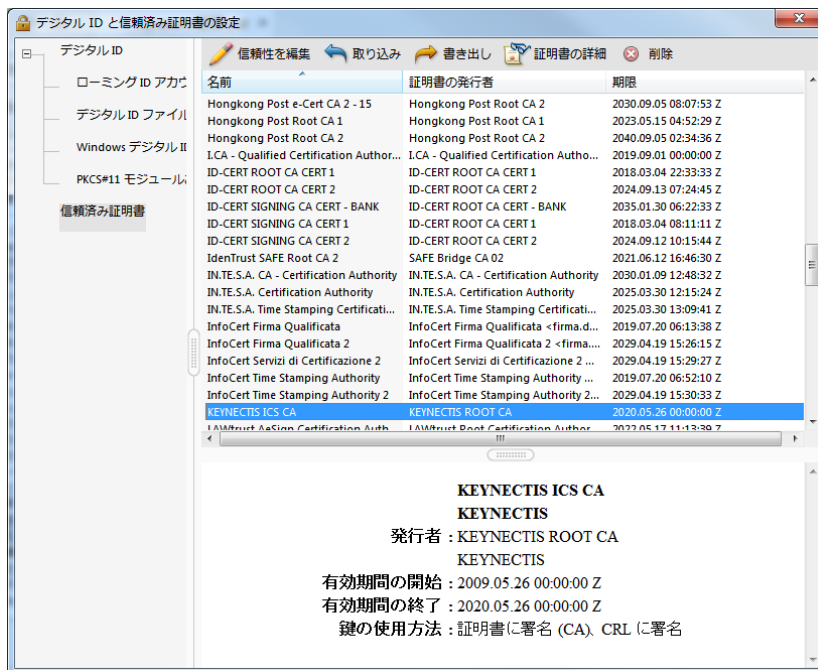 デジタル ID と信頼済み証明書の設定
デジタル ID
ローミング ID アカウ
デジタル ID ファイル
Windows デジタル ID
PKCS#11 モジュール
信頼済み証明書
信頼性を編集 取り込み 書き出し 証明書の詳細 削除
名前 証明書の発行者 期限
Hongkong Post e-Cert CA 2 - 15 Hongkong Post Root CA 2 2030.09.05 08:07:53 Z
Hongkong Post Root CA 1 Hongkong Post Root CA 1 2023.05.15 04:52:29 Z
Hongkong Post Root CA 2 Hongkong Post Root CA 2 2040.09.05 02:34:36 Z
I.CA - Qualified Certification Author... I.CA - Qualified Certification Autho... 2019.09.01 00:00:00 Z
ID-CERT ROOT CA CERT 1 ID-CERT ROOT CA CERT 1 2018.03.04 22:33:33 Z
ID-CERT ROOT CA CERT 2 ID-CERT ROOT CA CERT 2 2024.09.13 07:24:45 Z
ID-CERT SIGNING CA CERT - BANK ID-CERT ROOT CA CERT - BANK 2035.01.30 06:22:33 Z
ID-CERT SIGNING CA CERT 1 ID-CERT ROOT CA CERT 1 2018.03.04 08:11:11 Z
ID-CERT SIGNING CA CERT 2 ID-CERT ROOT CA CERT 2 2024.09.12 10:15:44 Z
IdenTrust SAFE Root CA 2 SAFE Bridge CA 02 2021.06.12 16:46:30 Z
IN.TE.S.A. CA - Certification Authority IN.TE.S.A. CA - Certification Authority 2030.01.09 12:48:32 Z
IN.TE.S.A. Certification Authority IN.TE.S.A. Certification Authority 2025.03.30 12:15:24 Z
IN.TE.S.A. Time Stamping Certificati... IN.TE.S.A. Time Stamping Certificati... 2025.03.30 13:09:41 Z
InfoCert Firma Qualificata InfoCert Firma Qualificata <firma.d... 2019.07.20 06:13:38 Z
InfoCert Firma Qualificata 2 InfoCert Firma Qualificata 2 <firma.... 2029.04.19 15:26:15 Z
InfoCert Servizi di Certificazione 2 InfoCert Servizi di Certificazione 2 ... 2029.04.19 15:29:27 Z
InfoCert Time Stamping Authority InfoCert Time Stamping Authority ... 2019.07.20 06:52:10 Z
InfoCert Time Stamping Authority 2 InfoCert Time Stamping Authority 2... 2029.04.19 15:30:33 Z
KEYNECTIS ICS CA KEYNECTIS ROOT CA 2020.05.26 00:00:00 Z
LAWtrust AeSign Certification Auth... LAWtrust Root Certification Author... 2022.05.17 11:13:39 Z
KEYNECTIS ICS CA
KEYNECTIS
発行者 : KEYNECTIS ROOT CA
KEYNECTIS
有効期間の開始 : 2009.05.26 00:00:00 Z
有効期間の終了 : 2020.05.26 00:00:00 Z
鍵の使用方法 : 証明書に署名 (CA)、CRL に署名